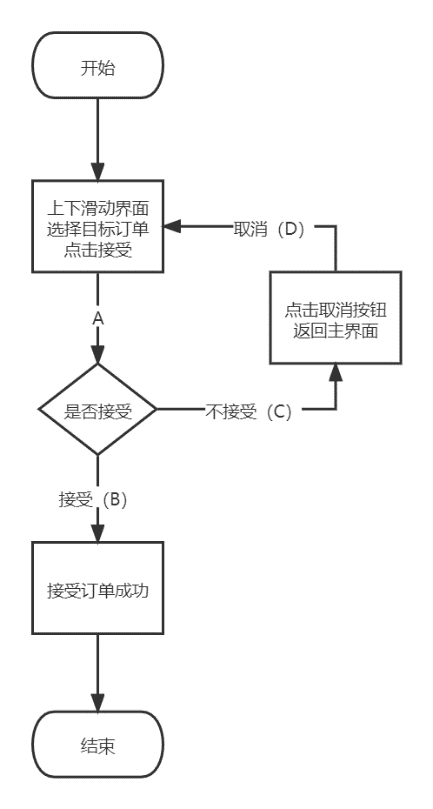 开始
上下滑动界面
选择目标订单
点击接受
取消（D）
点击取消按钮
返回主界面
A
是否接受
不接受（C）
接受（B）
接受订单成功
结束